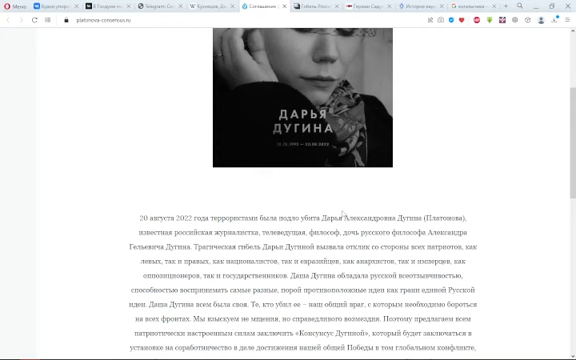 Меню
platonova-consensus.ru
ДАРЬЯ
ДУГИНА
20 августа 2022 года террористами была подло убита Дарья Александровна Дугина (Платонова),
известная российская журналистка, телеведущая, философ, дочь русского философа Александра
Гельевича Дугина. Трагическая гибель Дарьи Дугиной вызвала отклик со стороны всех патриотов, как
левых, так и правых, как националистов, так и евразийцев, как анархистов, так и имперцев, как
оппозиционеров, так и государственников. Даша Дугина обладала русской всеотзывчивостью,
способностью воспринимать самые разные, порой противоположные идеи как грани единой Русской
идеи. Даша Дугина всем была своя. Те, кто убил ее – наш общий враг, с которым необходимо бороться
на всех фронтах. Мы взыскуем не мщения, но справедливого возмездия. Поэтому предлагаем всем
патриотически настроенным силам заключить «Консенсус Дугиной», который будет заключаться в
установке на соработничество в деле достижения нашей общей Победы в том глобальном конфликте,